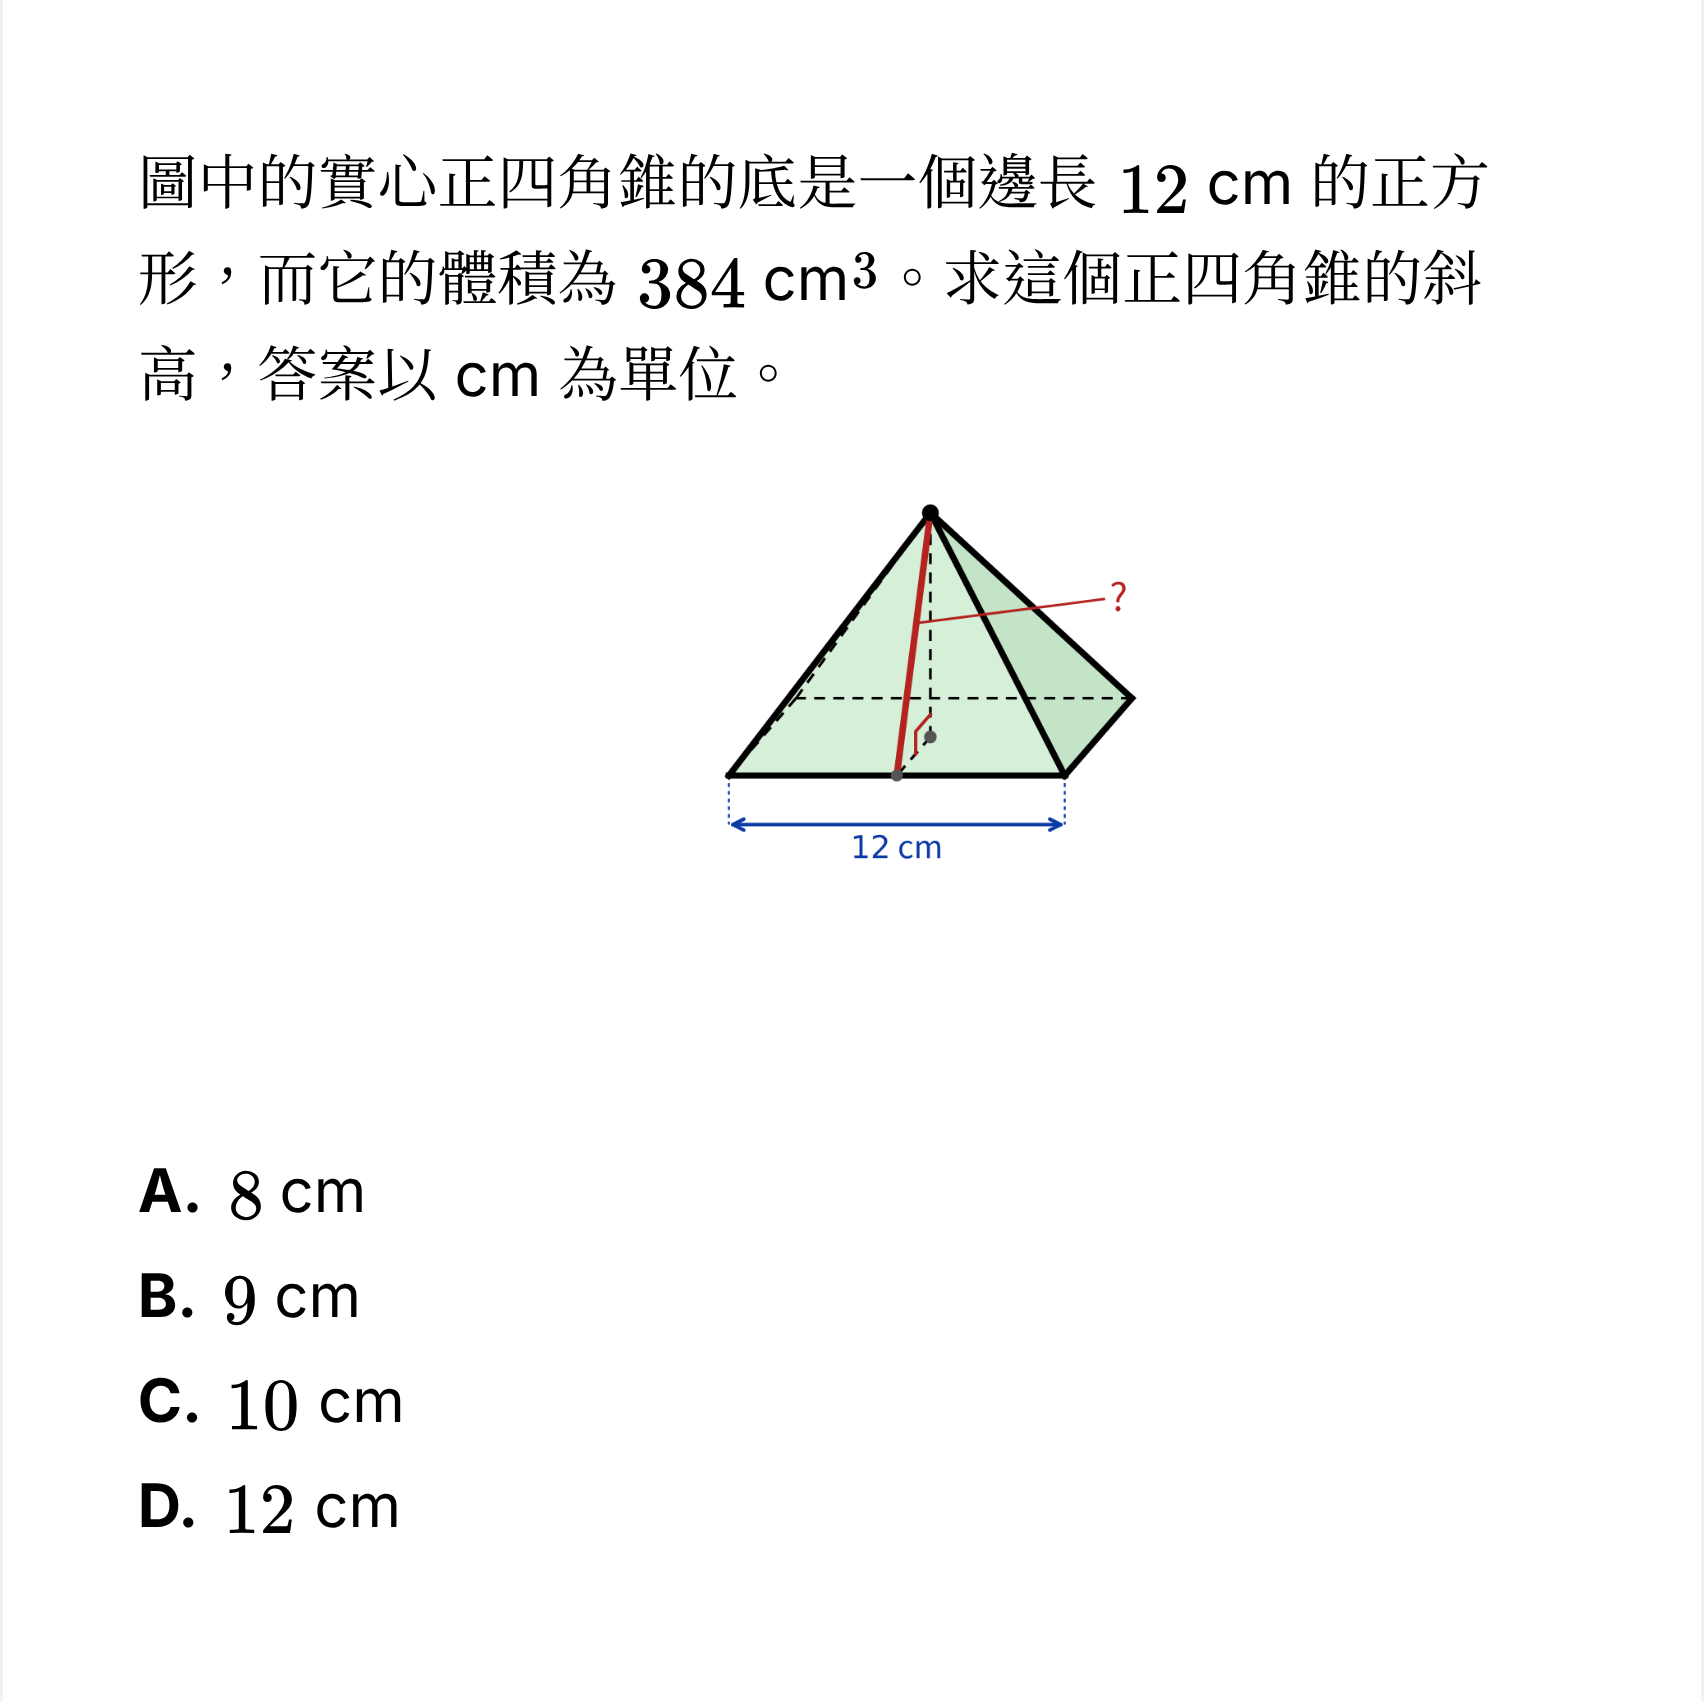 圖中的實心正四角錐的底是一個邊長 12 cm 的正方
形，而它的體積為 384 cm³。求這個正四角錐的斜
高，答案以 cm 為單位。
?
12 cm
A. 8 cm
B. 9 cm
C. 10 cm
D. 12 cm